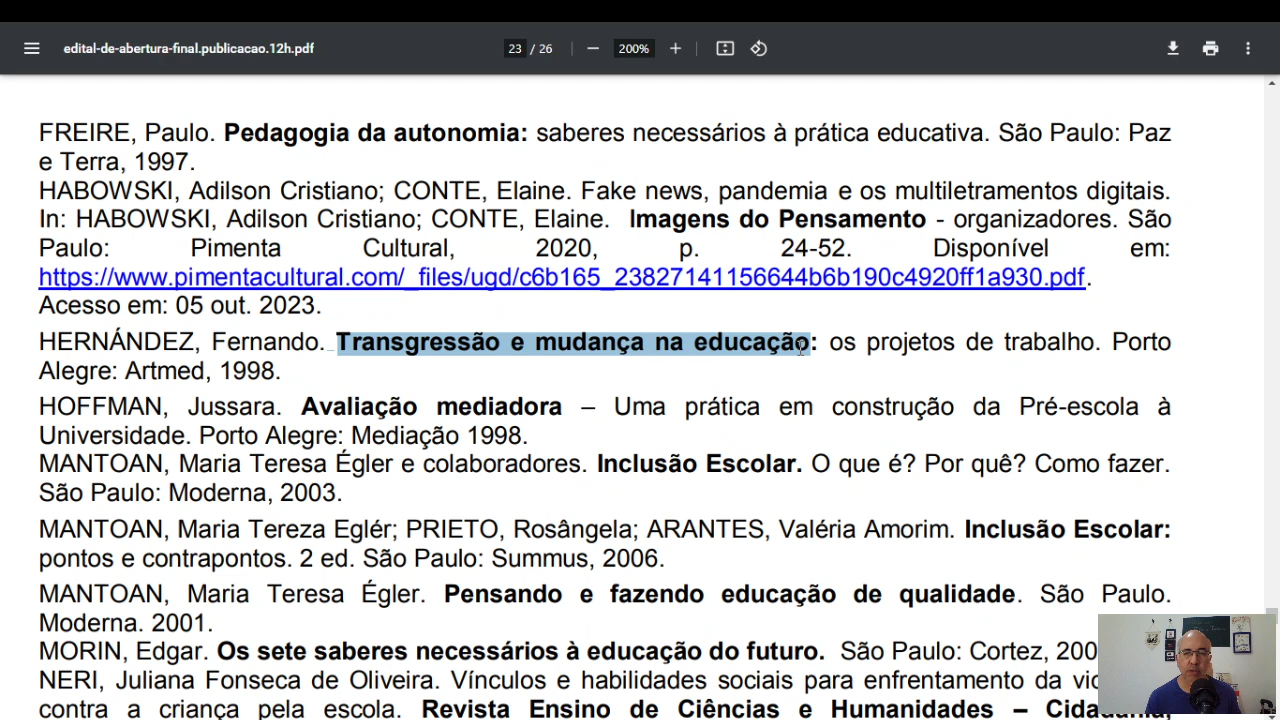 edital-de-abertura-final.publicacao.12h.pdf
23 / 26
200%
FREIRE, Paulo. Pedagogia da autonomia: saberes necessários à prática educativa. São Paulo: Paz
e Terra, 1997.
HABOWSKI, Adilson Cristiano; CONTE, Elaine. Fake news, pandemia e os multiletramentos digitais.
In: HABOWSKI, Adilson Cristiano; CONTE, Elaine. Imagens do Pensamento - organizadores. São
Paulo: Pimenta Cultural, 2020, p. 24-52. Disponível em:
https://www.pimentacultural.com/_files/ugd/c6b165_23827141156644b6b190c4920ff1a930.pdf.
Acesso em: 05 out. 2023.
HERNÁNDEZ, Fernando. Transgressão e mudança na educação: os projetos de trabalho. Porto
Alegre: Artmed, 1998.
HOFFMAN, Jussara. Avaliação mediadora – Uma prática em construção da Pré-escola à
Universidade. Porto Alegre: Mediação 1998.
MANTOAN, Maria Teresa Égler e colaboradores. Inclusão Escolar. O que é? Por quê? Como fazer.
São Paulo: Moderna, 2003.
MANTOAN, Maria Tereza Eglér; PRIETO, Rosângela; ARANTES, Valéria Amorim. Inclusão Escolar:
pontos e contrapontos. 2 ed. São Paulo: Summus, 2006.
MANTOAN, Maria Teresa Égler. Pensando e fazendo educação de qualidade. São Paulo.
Moderna. 2001.
MORIN, Edgar. Os sete saberes necessários à educação do futuro. São Paulo: Cortez,
NERI, Juliana Fonseca de Oliveira. Vínculos e habilidades sociais para enfrentamento da
contra a criança pela escola. Revista Ensino de Ciências e Humanidades –